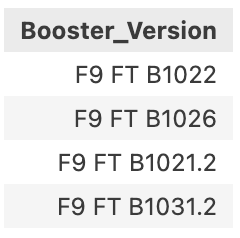 Booster_Version
F9 FT B1022
F9 FT B1026
F9 FT B1021.2
F9 FT B1031.2